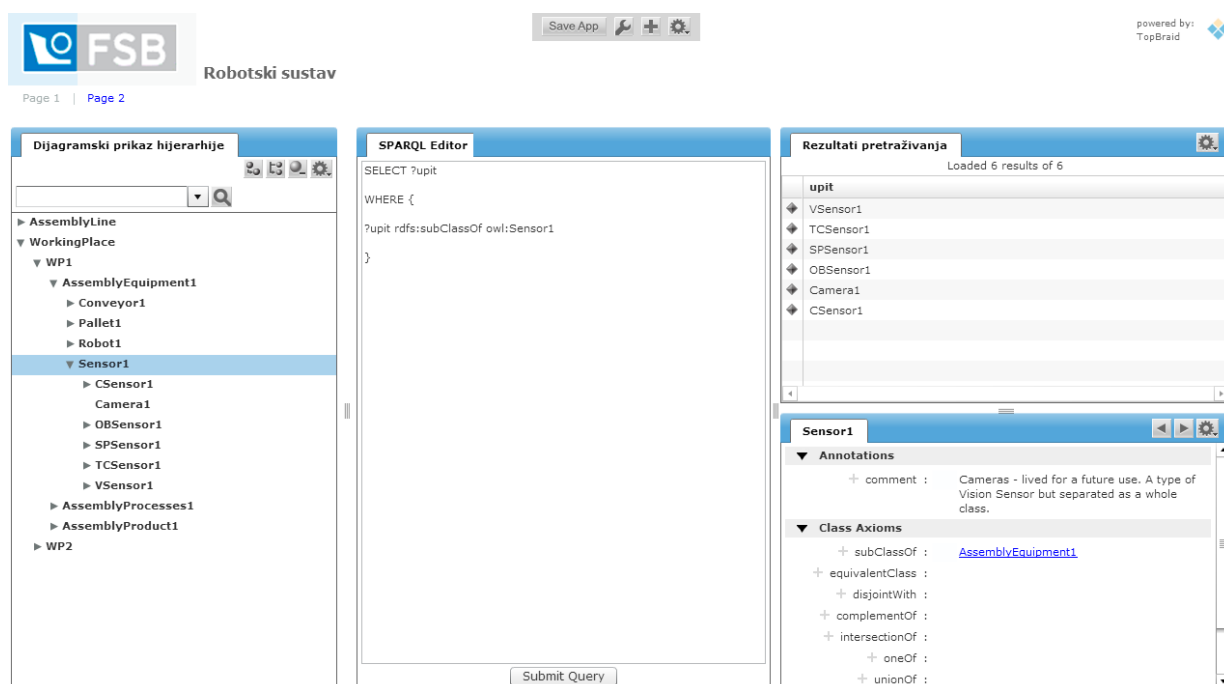 FSB
Robotski sustav
Save App
powered by:
TopBraid
Page 1 | Page 2
Dijagramski prikaz hijerarhije
AssemblyLine
WorkingPlace
WP1
AssemblyEquipment1
Conveyor1
Pallet1
Robot1
Sensor1
CSensor1
Camera1
OBSensor1
SPSensor1
TCSensor1
VSensor1
AssemblyProcesses1
AssemblyProduct1
WP2
SPARQL Editor
SELECT ?upit
WHERE {
?upit rdfs:subClassOf owl:Sensor1
}
Submit Query
Rezultati pretraživanja
Loaded 6 results of 6
upit
VSensor1
TCSensor1
SPSensor1
OBSensor1
Camera1
CSensor1
Sensor1
Annotations
comment : Cameras - lived for a future use. A type of
Vision Sensor but separated as a whole
class.
Class Axioms
subClassOf : AssemblyEquipment1
equivalentClass :
disjointWith :
complementOf :
intersectionOf :
oneOf :
unionOf :